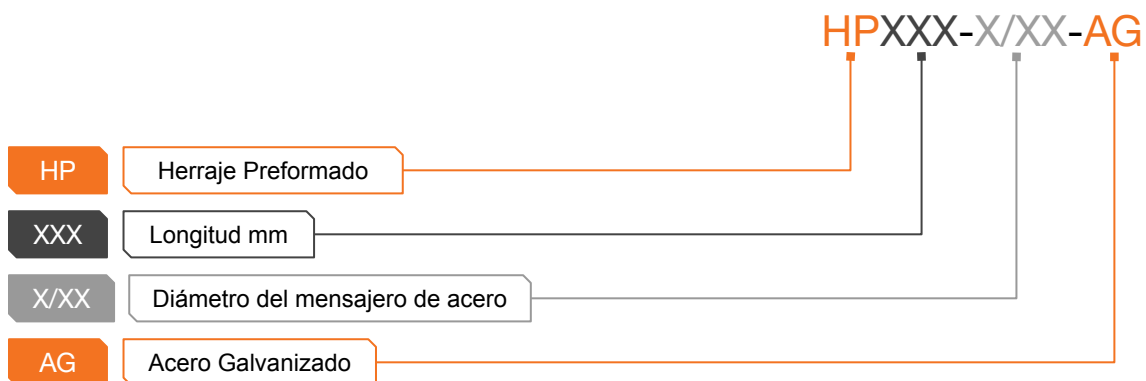 HPXXX-X/XX-AG
HP Herraje Preformado
XXX Longitud mm
X/XX Diámetro del mensajero de acero
AG Acero Galvanizado